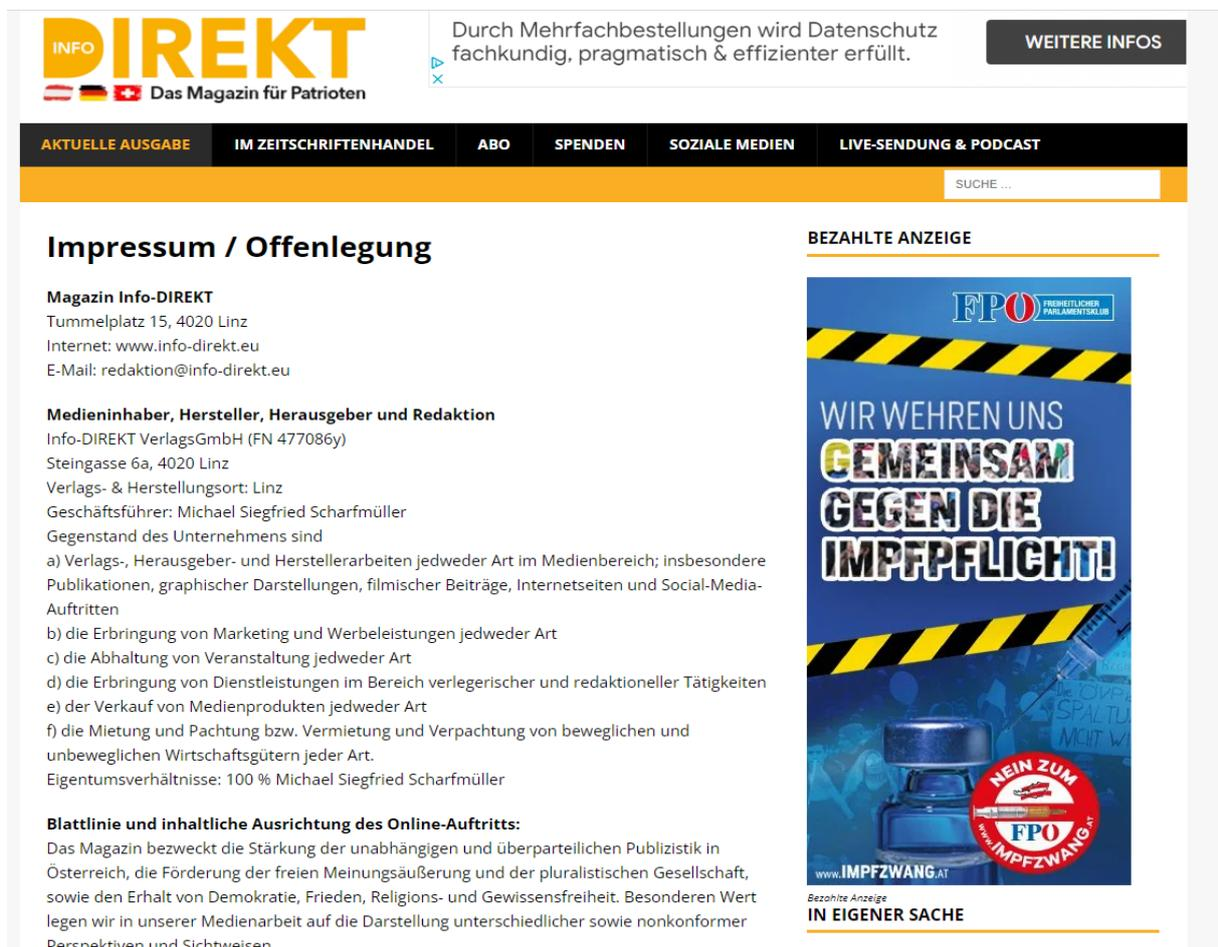 INFO
DIREKT
Das Magazin für Patrioten
Durch Mehrfachbestellungen wird Datenschutz
fachkundig, pragmatisch & effizienter erfüllt.
WEITERE INFOS
AKTUELLE AUSGABE
IM ZEITSCHRIFTENHANDEL
ABO
SPENDEN
SOZIALE MEDIEN
LIVE-SENDUNG & PODCAST
SUCHE ...
Impressum / Offenlegung
Magazin Info-DIREKT
Tummelplatz 15, 4020 Linz
Internet: www.info-direkt.eu
E-Mail: redaktion@info-direkt.eu
Medieninhaber, Hersteller, Herausgeber und Redaktion
Info-DIREKT VerlagsGmbH (FN 477086y)
Steingasse 6a, 4020 Linz
Verlags- & Herstellungsort: Linz
Geschäftsführer: Michael Siegfried Scharfmüller
Gegenstand des Unternehmens sind
a) Verlags-, Herausgeber- und Herstellerarbeiten jedweder Art im Medienbereich; insbesondere
Publikationen, graphischer Darstellungen, filmischer Beiträge, Internetseiten und Social-Media-
Auftritten
b) die Erbringung von Marketing und Werbeleistungen jedweder Art
c) die Abhaltung von Veranstaltung jedweder Art
d) die Erbringung von Dienstleistungen im Bereich verlegerischer und redaktioneller Tätigkeiten
e) der Verkauf von Medienprodukten jedweder Art
f) die Mietung und Pachtung bzw. Vermietung und Verpachtung von beweglichen und
unbeweglichen Wirtschaftsgütern jeder Art.
Eigentumsverhältnisse: 100 % Michael Siegfried Scharfmüller
Blattlinie und inhaltliche Ausrichtung des Online-Auftritts:
Das Magazin bezweckt die Stärkung der unabhängigen und überparteilichen Publizistik in
Österreich, die Förderung der freien Meinungsäußerung und der pluralistischen Gesellschaft,
sowie den Erhalt von Demokratie, Frieden, Religions- und Gewissensfreiheit. Besonderen Wert
legen wir in unserer Medienarbeit auf die Darstellung unterschiedlicher sowie nonkonformer
Perspektiven und Sichtweisen
BEZAHLTE ANZEIGE
FPÖ
FREIHEITLICHER
PARLAMENTSKLUB
WIR WEHREN UNS
GEMEINSAM
GEGEN DIE
IMPFPFLICHT!
Die ÖVP
SPALTU
NICHT WI
NEIN ZUM
FPÖ
www.IMPFZWANG.AT
www.IMPFZWANG.AT
Bezahlte Anzeige
IN EIGENER SACHE